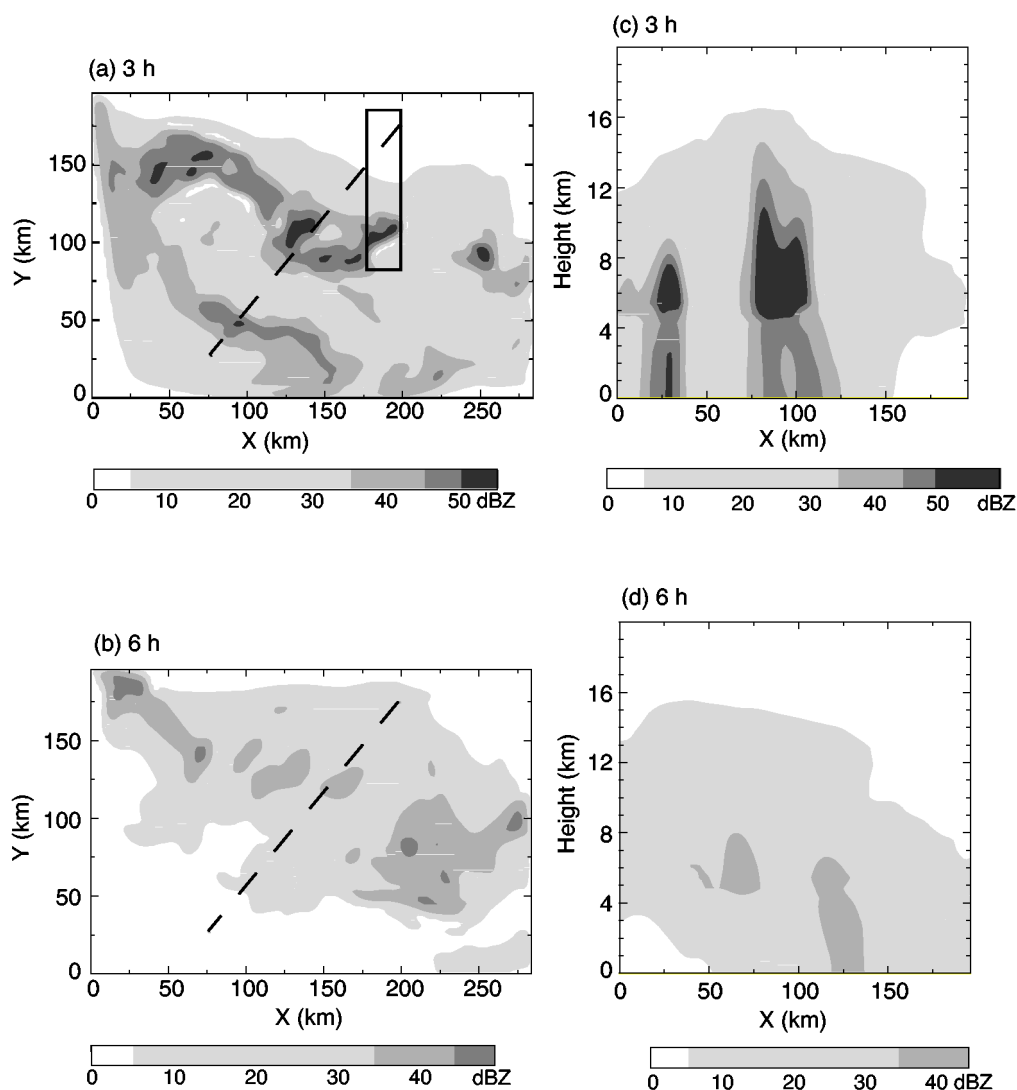 (a) 3 h
Y (km)
150
100
50
0
0 50 100 150 200 250
X (km)
0 10 20 30 40 50 dBZ
(c) 3 h
Height (km)
16
12
8
4
0
0 50 100 150
X (km)
0 10 20 30 40 50 dBZ
(b) 6 h
Y (km)
150
100
50
0
0 50 100 150 200 250
X (km)
0 10 20 30 40 dBZ
(d) 6 h
Height (km)
16
12
8
4
0
0 50 100 150
X (km)
0 10 20 30 40 dBZ